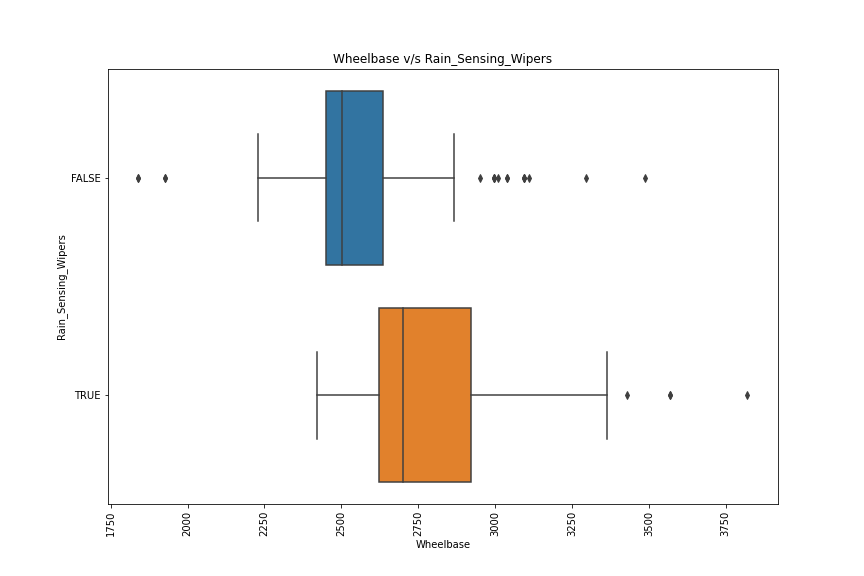 Wheelbase v/s Rain_Sensing_Wipers
Rain_Sensing_Wipers
FALSE
TRUE
1750 2000 2250 2500 2750 3000 3250 3500 3750
Wheelbase